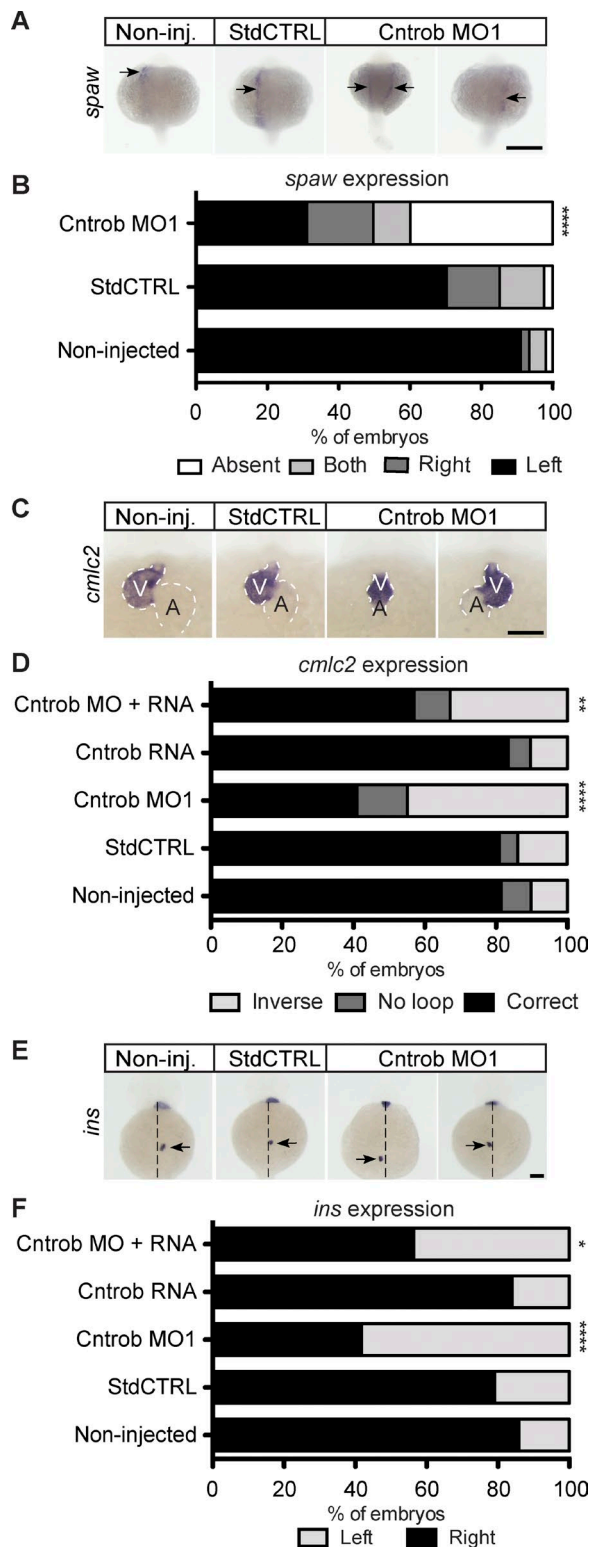 A
Non-inj. StdCTRL Cntrob MO1
spaw
B
spaw expression
Cntrob MO1
****
StdCTRL
Non-injected
0 20 40 60 80 100
% of embryos
Absent Both Right Left
C
Non-inj. StdCTRL Cntrob MO1
cmlc2
V A V A V A V A
D
cmlc2 expression
Cntrob MO + RNA
**
Cntrob RNA
Cntrob MO1
****
StdCTRL
Non-injected
0 20 40 60 80 100
% of embryos
Inverse No loop Correct
E
Non-inj. StdCTRL Cntrob MO1
ins
F
ins expression
Cntrob MO + RNA
*
Cntrob RNA
Cntrob MO1
****
StdCTRL
Non-injected
0 20 40 60 80 100
% of embryos
Left Right